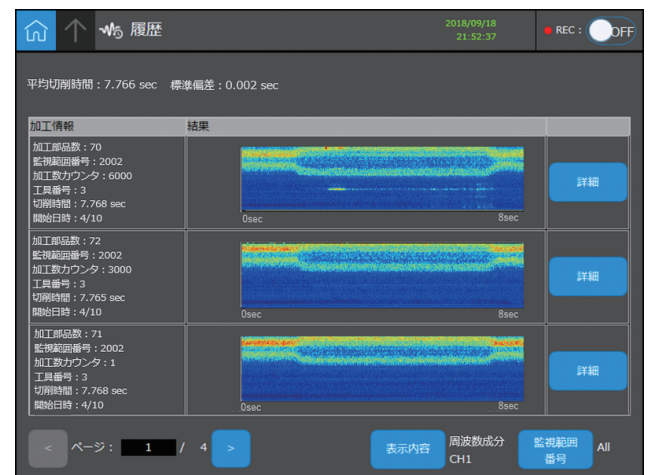 履歴
2018/09/18
21:52:37
REC : OFF
平均切削時間 : 7.766 sec 標準偏差 : 0.002 sec
加工情報 結果
加工部品数 : 70
監視範囲番号 : 2002
加工数カウンタ : 6000
工具番号 : 3
切削時間 : 7.768 sec
開始日時 : 4/10
0sec 8sec
詳細
加工部品数 : 72
監視範囲番号 : 2002
加工数カウンタ : 3000
工具番号 : 3
切削時間 : 7.765 sec
開始日時 : 4/10
0sec 8sec
詳細
加工部品数 : 71
監視範囲番号 : 2002
加工数カウンタ : 1
工具番号 : 3
切削時間 : 7.768 sec
開始日時 : 4/10
0sec 8sec
詳細
< ページ : 1 / 4 >
表示内容
周波数成分
CH1
監視範囲
番号
All